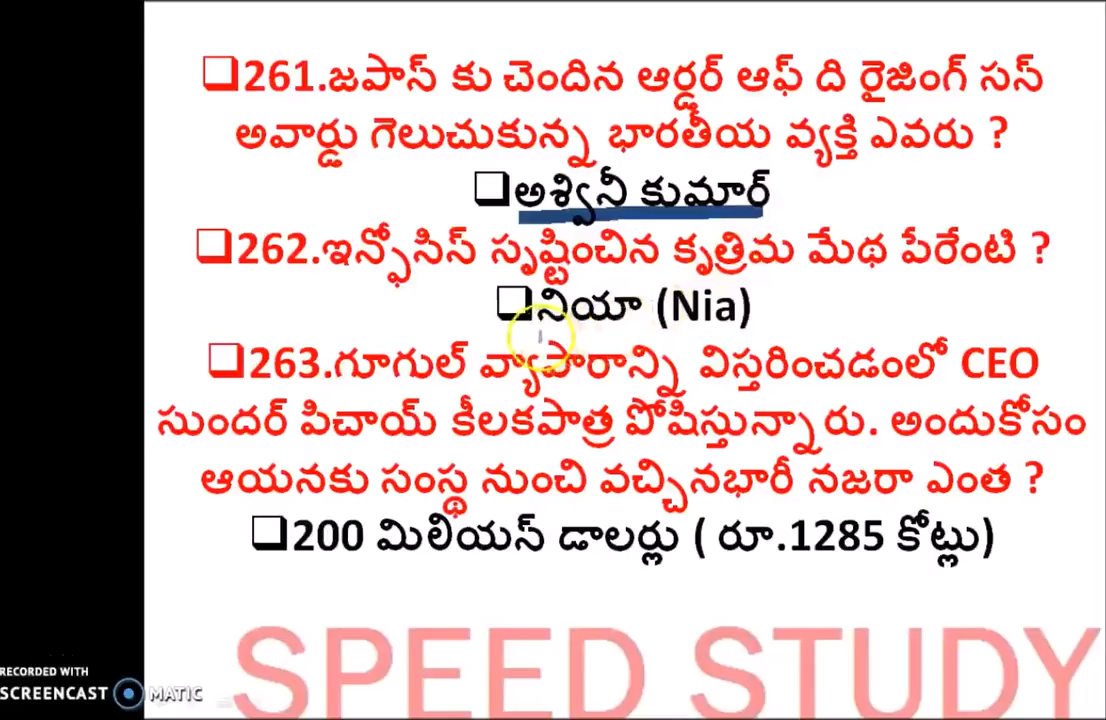 ❑261.జపాన్ కు చెందిన ఆర్డర్ ఆఫ్ ది రైజింగ్ సన్
అవార్డు గెలుచుకున్న భారతీయ వ్యక్తి ఎవరు ?
❑అశ్వినీ కుమార్
❑262.ఇన్ఫోసిస్ సృష్టించిన కృత్రిమ మేథ పేరేంటి ?
❑నియా (Nia)
❑263.గూగుల్ వ్యాపారాన్ని విస్తరించడంలో CEO
సుందర్ పిచాయ్ కీలకపాత్ర పోషిస్తున్నారు. అందుకోసం
ఆయనకు సంస్థ నుంచి వచ్చినభారీ నజరా ఎంత ?
❑200 మిలియన్ డాలర్లు ( రూ.1285 కోట్లు)
SPEED STUDY
RECORDED WITH
SCREENCAST MATIC